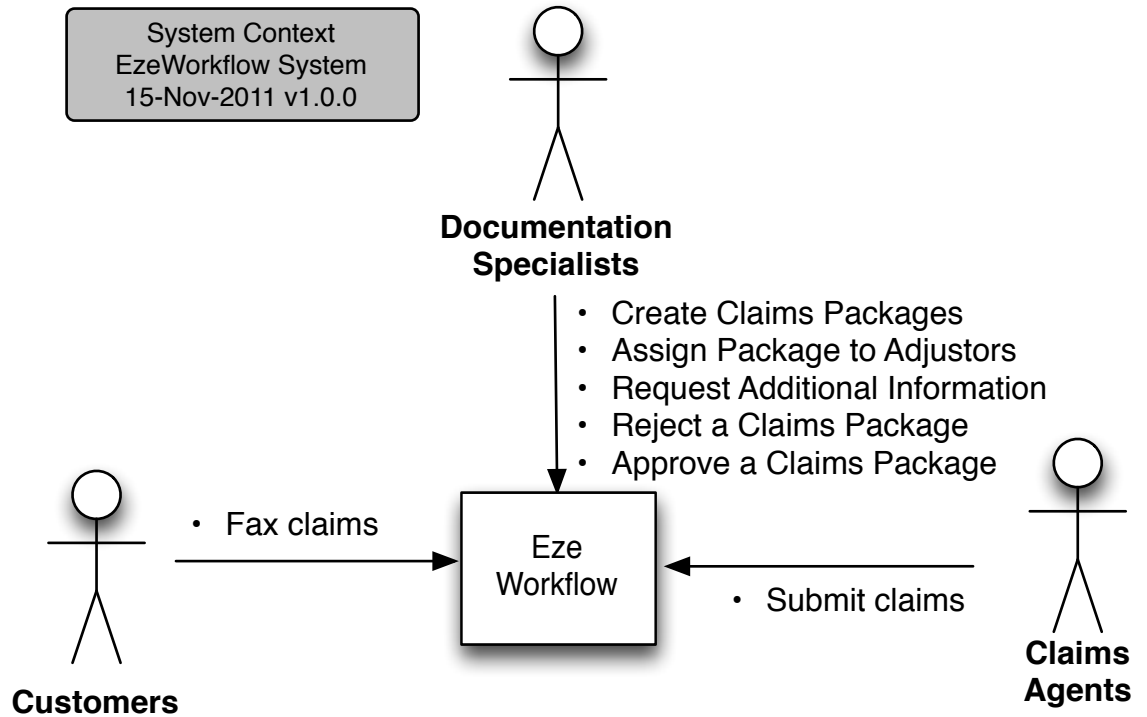 System Context
EzeWorkflow System
15-Nov-2011 v1.0.0
Documentation
Specialists
• Create Claims Packages
• Assign Package to Adjustors
• Request Additional Information
• Reject a Claims Package
• Approve a Claims Package
• Fax claims
Eze
Workflow
• Submit claims
Customers
Claims
Agents